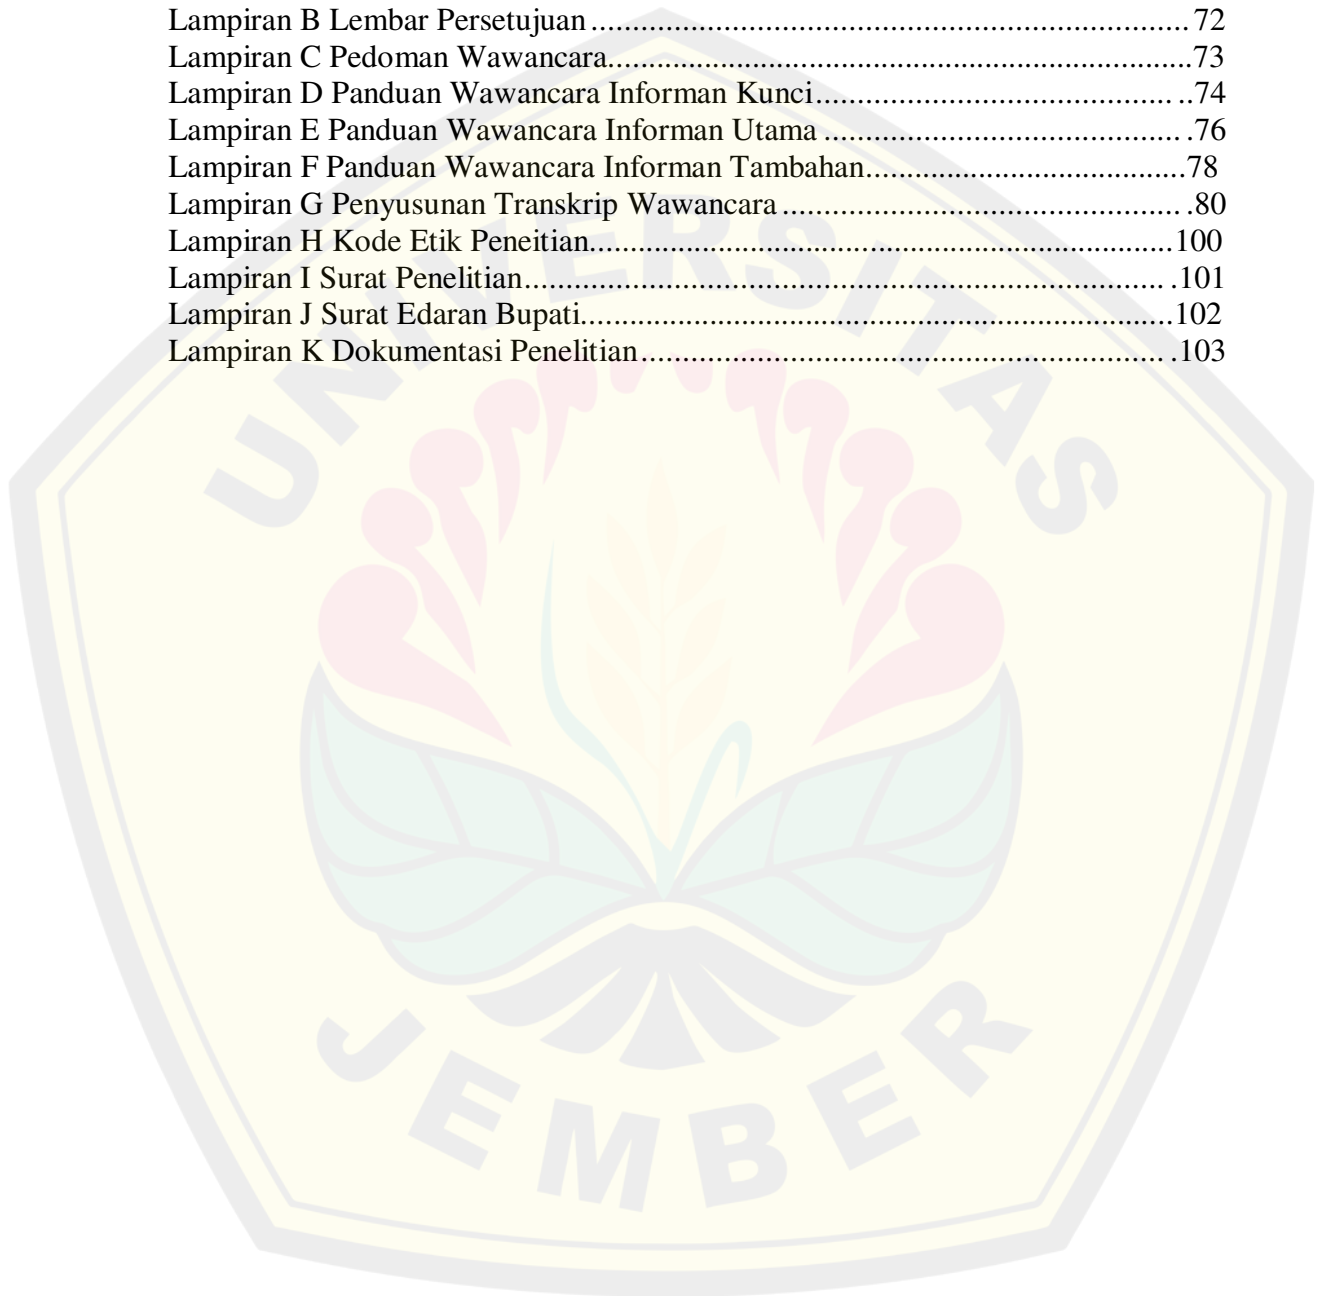 Lampiran B Lembar Persetujuan ........................................................................... 72
Lampiran C Pedoman Wawancara.........................................................................73
Lampiran D Panduan Wawancara Informan Kunci............................................. ..74
Lampiran E Panduan Wawancara Informan Utama ............................................. .76
Lampiran F Panduan Wawancara Informan Tambahan........................................78
Lampiran G Penyusunan Transkrip Wawancara .................................................. .80
Lampiran H Kode Etik Peneitian.........................................................................100
Lampiran I Surat Penelitian................................................................................ .101
Lampiran J Surat Edaran Bupati..........................................................................102
Lampiran K Dokumentasi Penelitian ................................................................. .103
UNIVERSITAS
JEMBER